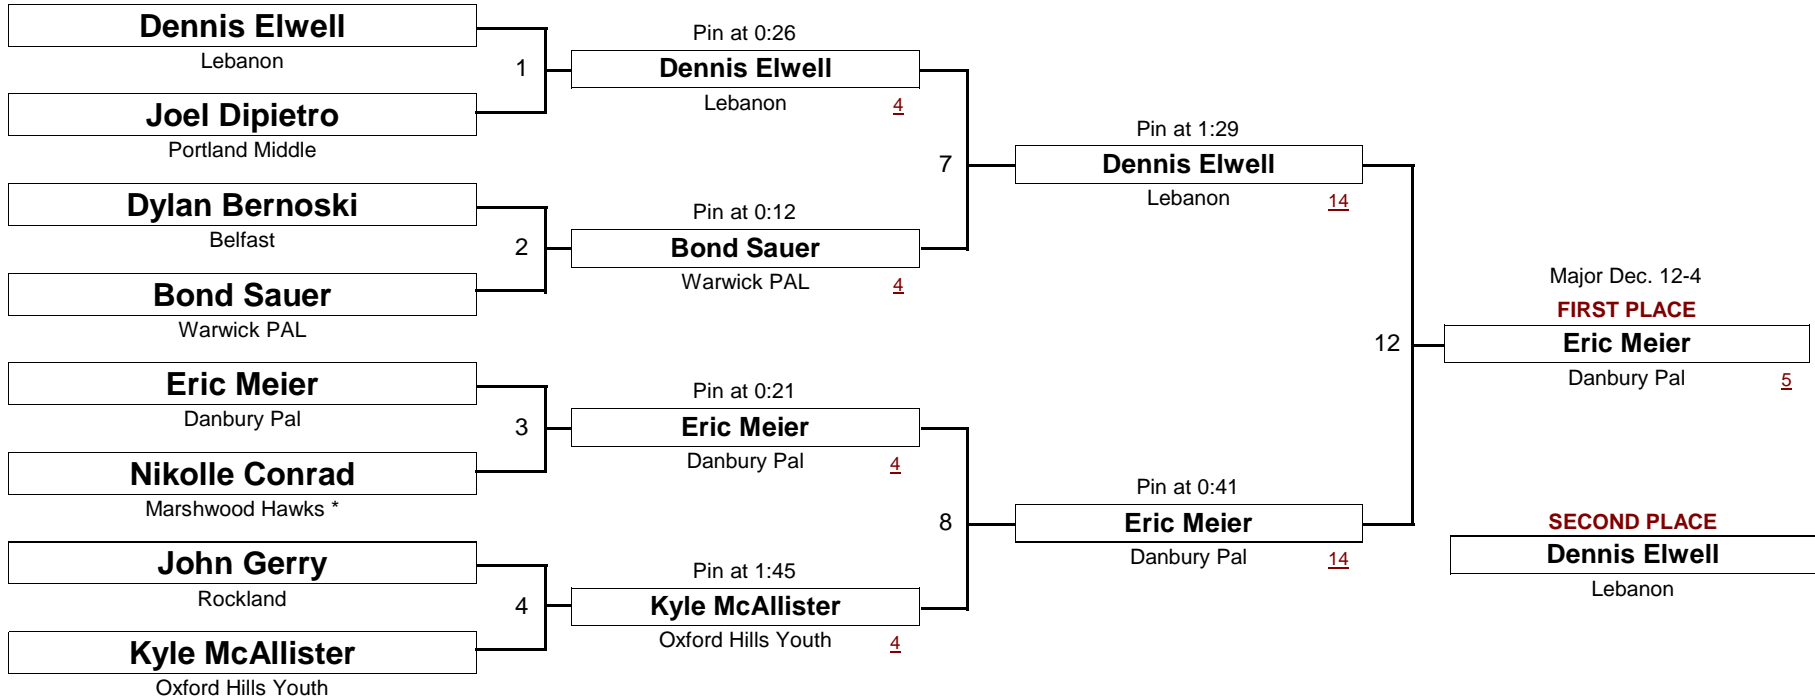 Dennis Elwell
Lebanon
1
Joel Dipietro
Portland Middle
Dylan Bernoski
Belfast
2
Bond Sauer
Warwick PAL
Eric Meier
Danbury Pal
3
Nikolle Conrad
Marshwood Hawks *
John Gerry
Rockland
4
Kyle McAllister
Oxford Hills Youth
Pin at 0:26
Dennis Elwell
Lebanon 4
7
Pin at 0:12
Bond Sauer
Warwick PAL 4
Pin at 0:21
Eric Meier
Danbury Pal 4
8
Pin at 1:45
Kyle McAllister
Oxford Hills Youth 4
Pin at 1:29
Dennis Elwell
Lebanon 14
12
Pin at 0:41
Eric Meier
Danbury Pal 14
Major Dec. 12-4
FIRST PLACE
Eric Meier
Danbury Pal 5
SECOND PLACE
Dennis Elwell
Lebanon